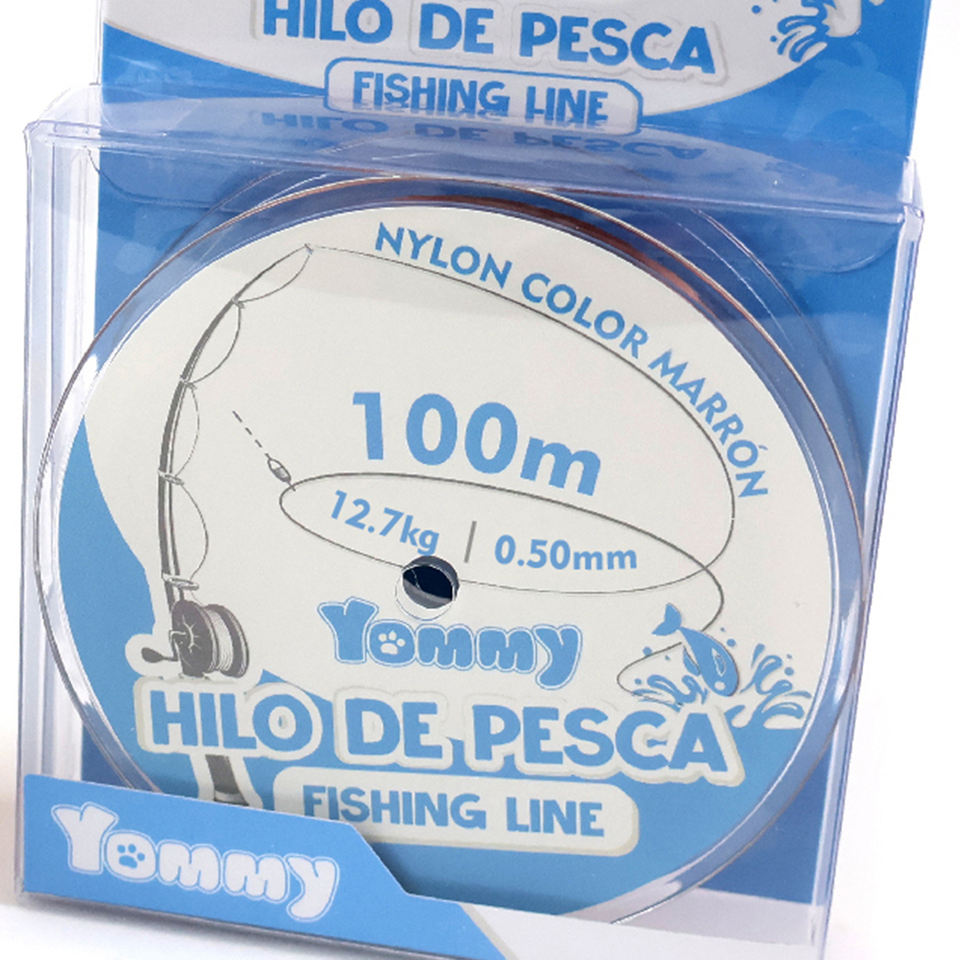 HILO DE PESCA
FISHING LINE
NYLON COLOR MARRÓN
100m
12.7kg | 0.50mm
Yommy
HILO DE PESCA
FISHING LINE
Yommy